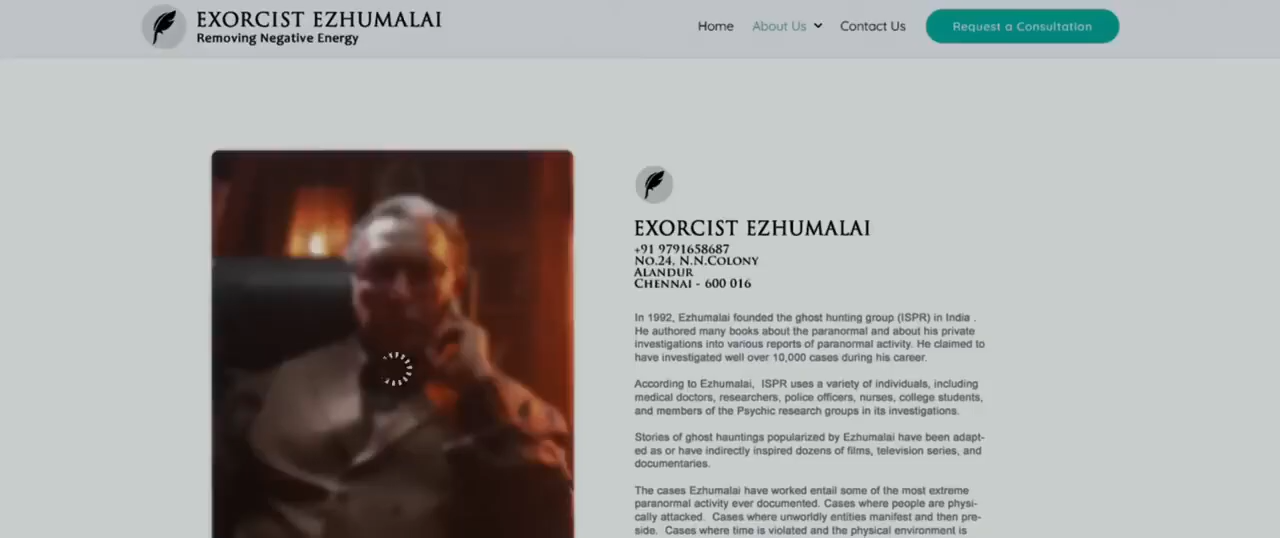 EXORCIST EZHUMALAI
Removing Negative Energy
Home
About Us
Contact Us
Request a Consultation
EXORCIST EZHUMALAI
+91 9791658687
No.24, N.N.Colony
Alandur
Chennai - 600 016
In 1992, Ezhumalai founded the ghost hunting group (ISPR) in India .
He authored many books about the paranormal and about his private
investigations into various reports of paranormal activity. He claimed to
have investigated well over 10,000 cases during his career.
According to Ezhumalai, ISPR uses a variety of individuals, including
medical doctors, researchers, police officers, nurses, college students,
and members of the Psychic research groups in its investigations.
Stories of ghost hauntings popularized by Ezhumalai have been adapt-
ed as or have indirectly inspired dozens of films, television series, and
documentaries.
The cases Ezhumalai have worked entail some of the most extreme
paranormal activity ever documented. Cases where people are physi-
cally attacked. Cases where unworldly entities manifest and then pre-
side. Cases where time is violated and the physical environment is